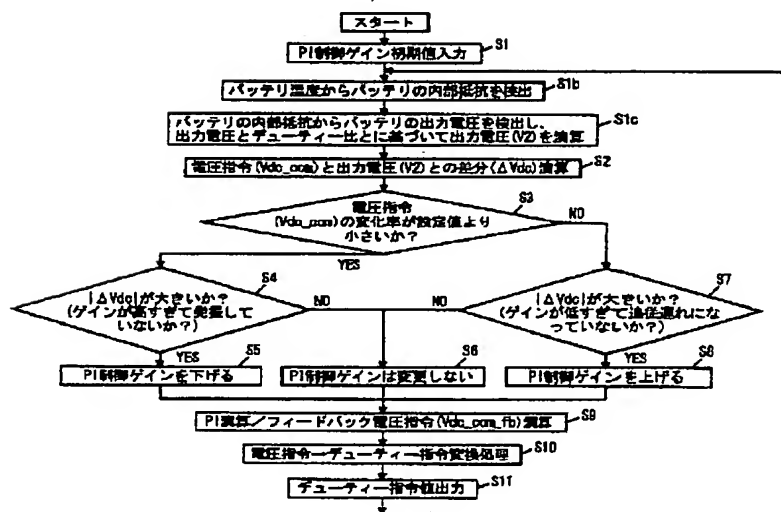 スタート
PI制御ゲイン初期値入力
S1
バッテリ温度からバッテリの内部抵抗を検出
S1b
バッテリの内部抵抗からバッテリの出力電圧を検出し、
出力電圧とデューティー比とに基づいて出力電圧(V2)を演算
S1c
電圧指令(Vdc_com)と出力電圧(V2)との差分(ΔVdc)演算
S2
電圧指令
(Vdc_com)の変化率が設定値より
小さいか?
S3
NO
YES
|ΔVdc|が大きいか?
(ゲインが高すぎて発振して
いないか?)
S4
NO
NO
|ΔVdc|が大きいか?
(ゲインが低すぎて追従遅れにな
っていないか?)
S7
YES
S5
PI制御ゲインを下げる
S6
PI制御ゲインは変更しない
YES
S8
PI制御ゲインを上げる
PI演算/フィードバック電圧指令(Vdc_com_fb)演算
S9
電圧指令ーデューティー指令変換処理
S10
デューティー指令値出力
S11